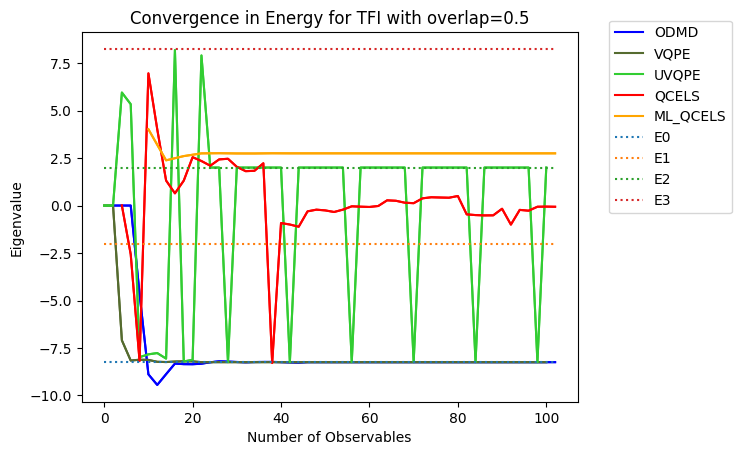 Convergence in Energy for TFI with overlap=0.5
Eigenvalue
7.5
5.0
2.5
0.0
−2.5
−5.0
−7.5
−10.0
0
20
40
60
80
100
Number of Observables
ODMD
VQPE
UVQPE
QCELS
ML_QCELS
E0
E1
E2
E3